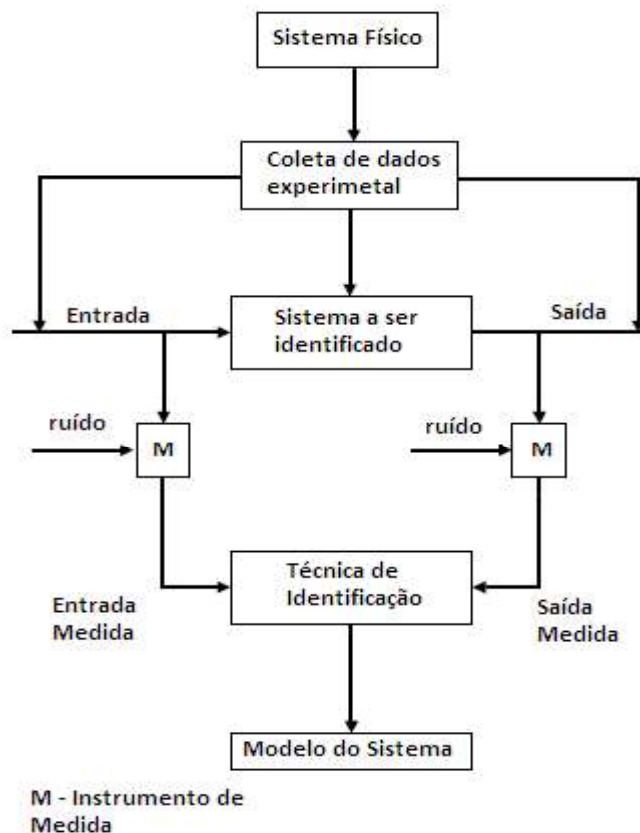 Sistema Físico
Coleta de dados
experimetal
Entrada
Sistema a ser
identificado
Saída
ruído
M
ruído
M
Técnica de
Identificação
Entrada
Medida
Saída
Medida
Modelo do Sistema
M - Instrumento de
Medida